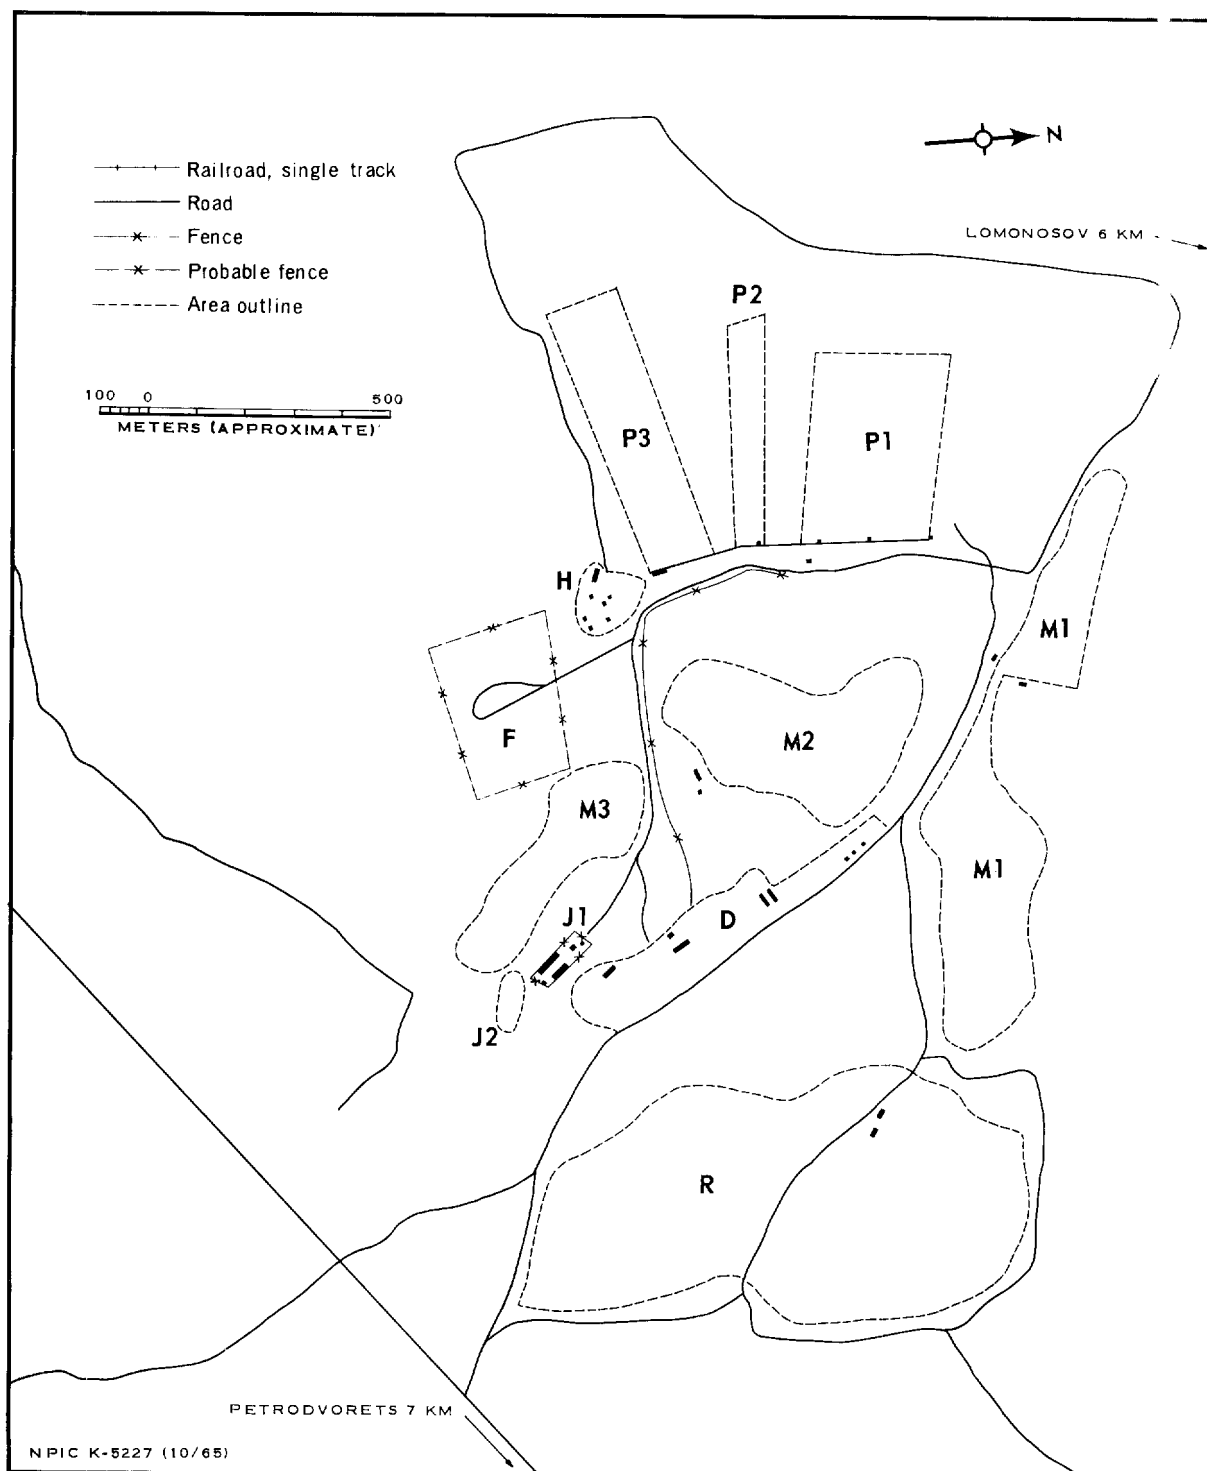 N
Railroad, single track
Road
Fence
Probable fence
Area outline
LOMONOSOV 6 KM
P2
100 0 500
METERS (APPROXIMATE)
P3
P1
H
M1
F
M2
M3
M1
J1
D
J2
R
PETRODVORETS 7 KM
NPIC K-5227 (10/65)